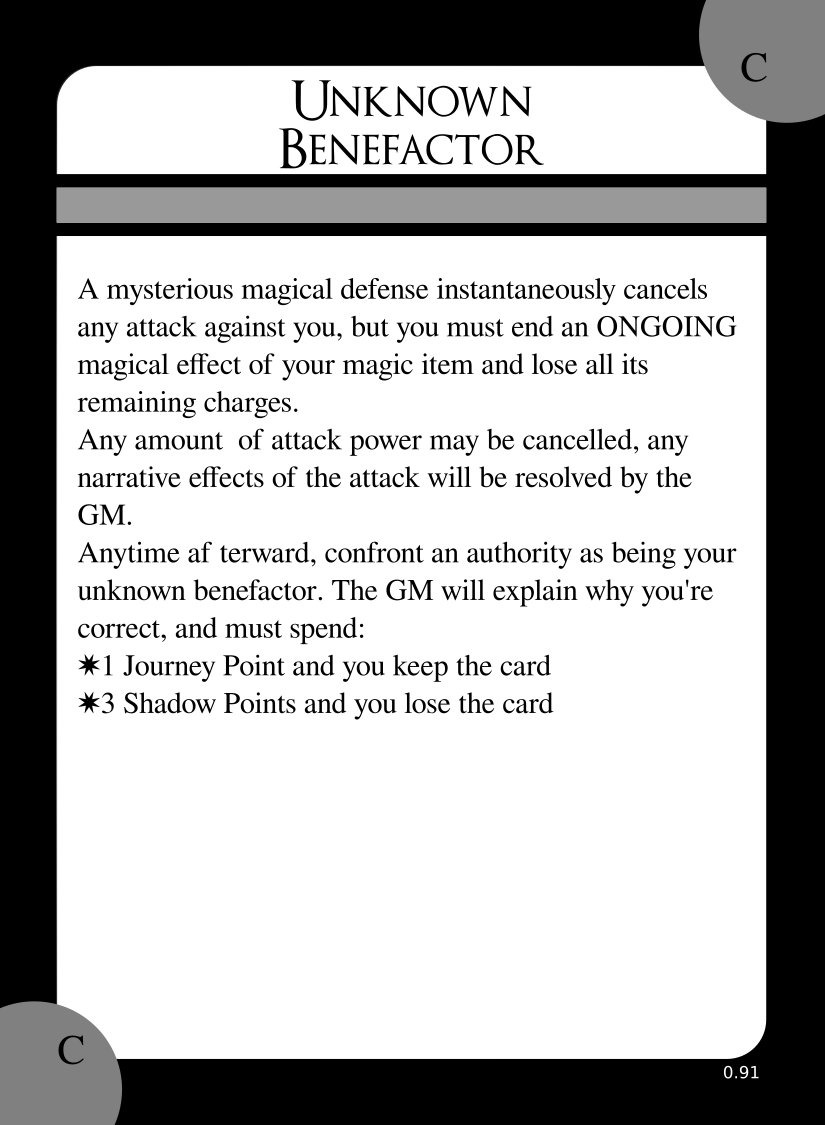 C
UNKNOWN
BENEFACTOR
A mysterious magical defense instantaneously cancels
any attack against you, but you must end an ONGOING
magical effect of your magic item and lose all its
remaining charges.
Any amount  of attack power may be cancelled, any
narrative effects of the attack will be resolved by the
GM.
Anytime af terward, confront an authority as being your
unknown benefactor. The GM will explain why you're
correct, and must spend:
✷1 Journey Point and you keep the card
✷3 Shadow Points and you lose the card
C
0.91